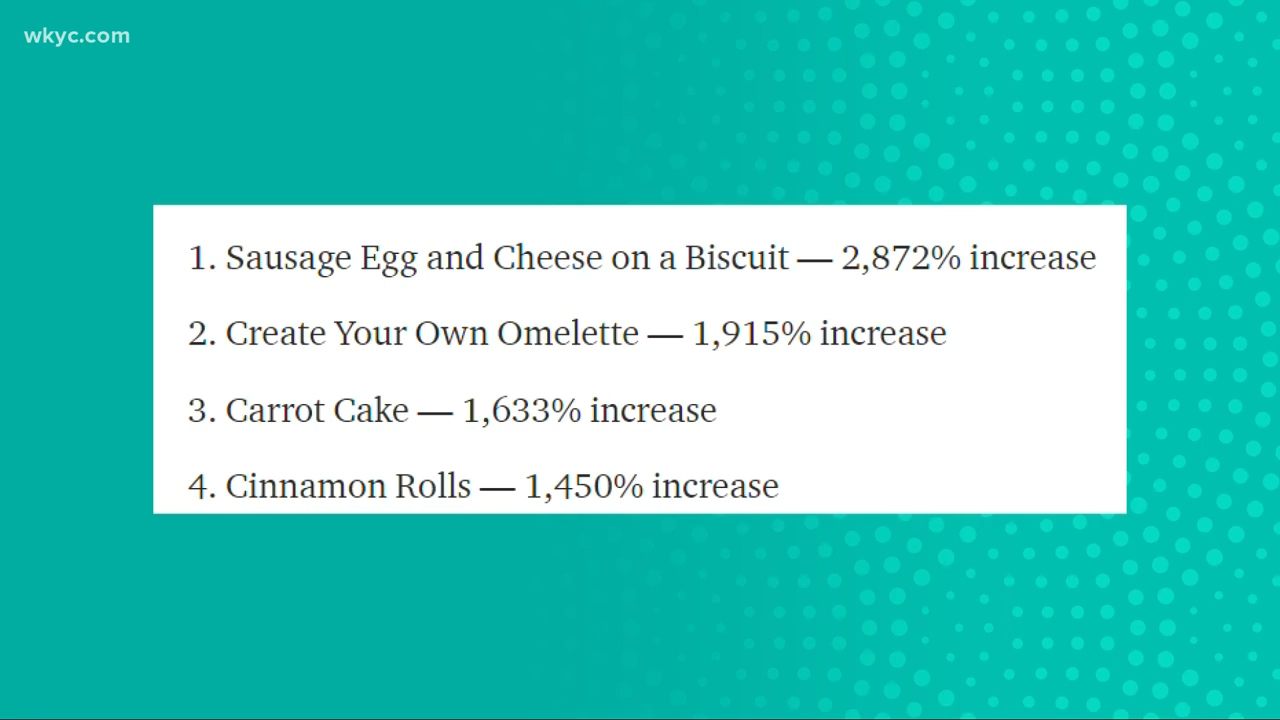 wkyc.com
1. Sausage Egg and Cheese on a Biscuit — 2,872% increase
2. Create Your Own Omelette — 1,915% increase
3. Carrot Cake — 1,633% increase
4. Cinnamon Rolls — 1,450% increase